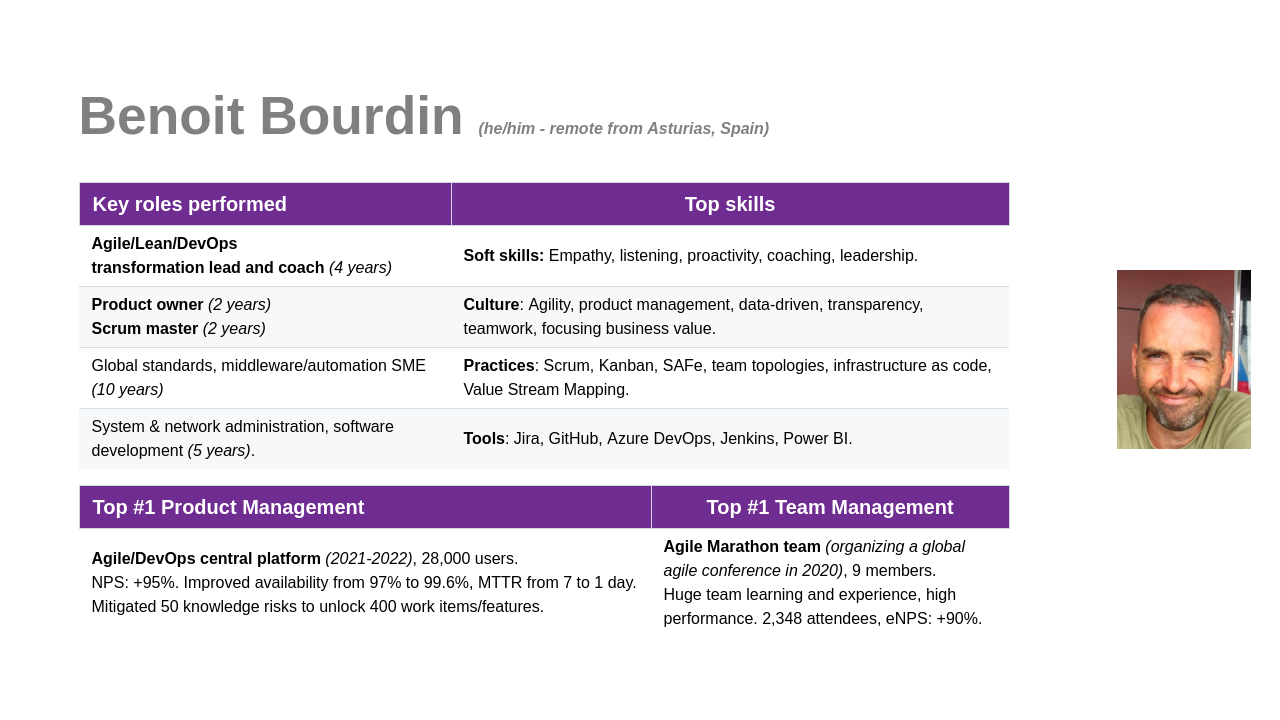 Benoit Bourdin (he/him - remote from Asturias, Spain)
Key roles performed
Top skills
Agile/Lean/DevOps
transformation lead and coach (4 years)
Soft skills: Empathy, listening, proactivity, coaching, leadership.
Product owner (2 years)
Scrum master (2 years)
Culture: Agility, product management, data-driven, transparency,
teamwork, focusing business value.
Global standards, middleware/automation SME
(10 years)
Practices: Scrum, Kanban, SAFe, team topologies, infrastructure as code,
Value Stream Mapping.
System & network administration, software
development (5 years).
Tools: Jira, GitHub, Azure DevOps, Jenkins, Power BI.
Top #1 Product Management
Top #1 Team Management
Agile/DevOps central platform (2021-2022), 28,000 users.
NPS: +95%. Improved availability from 97% to 99.6%, MTTR from 7 to 1 day.
Mitigated 50 knowledge risks to unlock 400 work items/features.
Agile Marathon team (organizing a global
agile conference in 2020), 9 members.
Huge team learning and experience, high
performance. 2,348 attendees, eNPS: +90%.